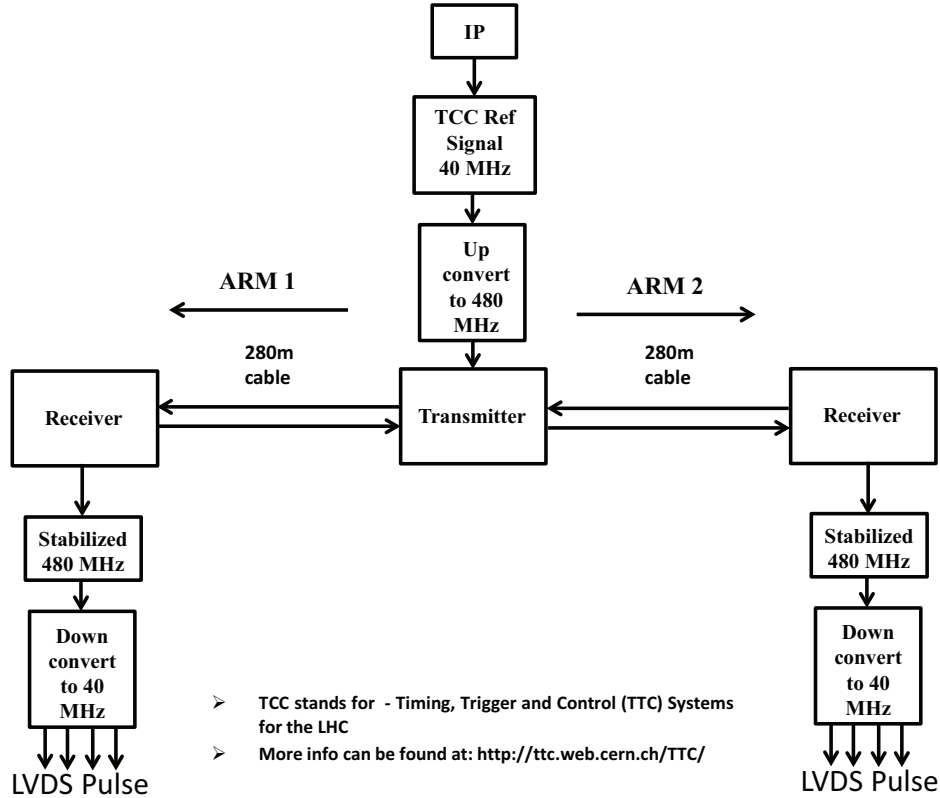 IP
TCC Ref
Signal
40 MHz
Up
convert
to 480
MHz
ARM 1
ARM 2
280m
cable
280m
cable
Receiver
Transmitter
Receiver
Stabilized
480 MHz
Stabilized
480 MHz
Down
convert
to 40
MHz
Down
convert
to 40
MHz
➢ TCC stands for - Timing, Trigger and Control (TTC) Systems
for the LHC
➢ More info can be found at: http://ttc.web.cern.ch/TTC/
LVDS Pulse
LVDS Pulse